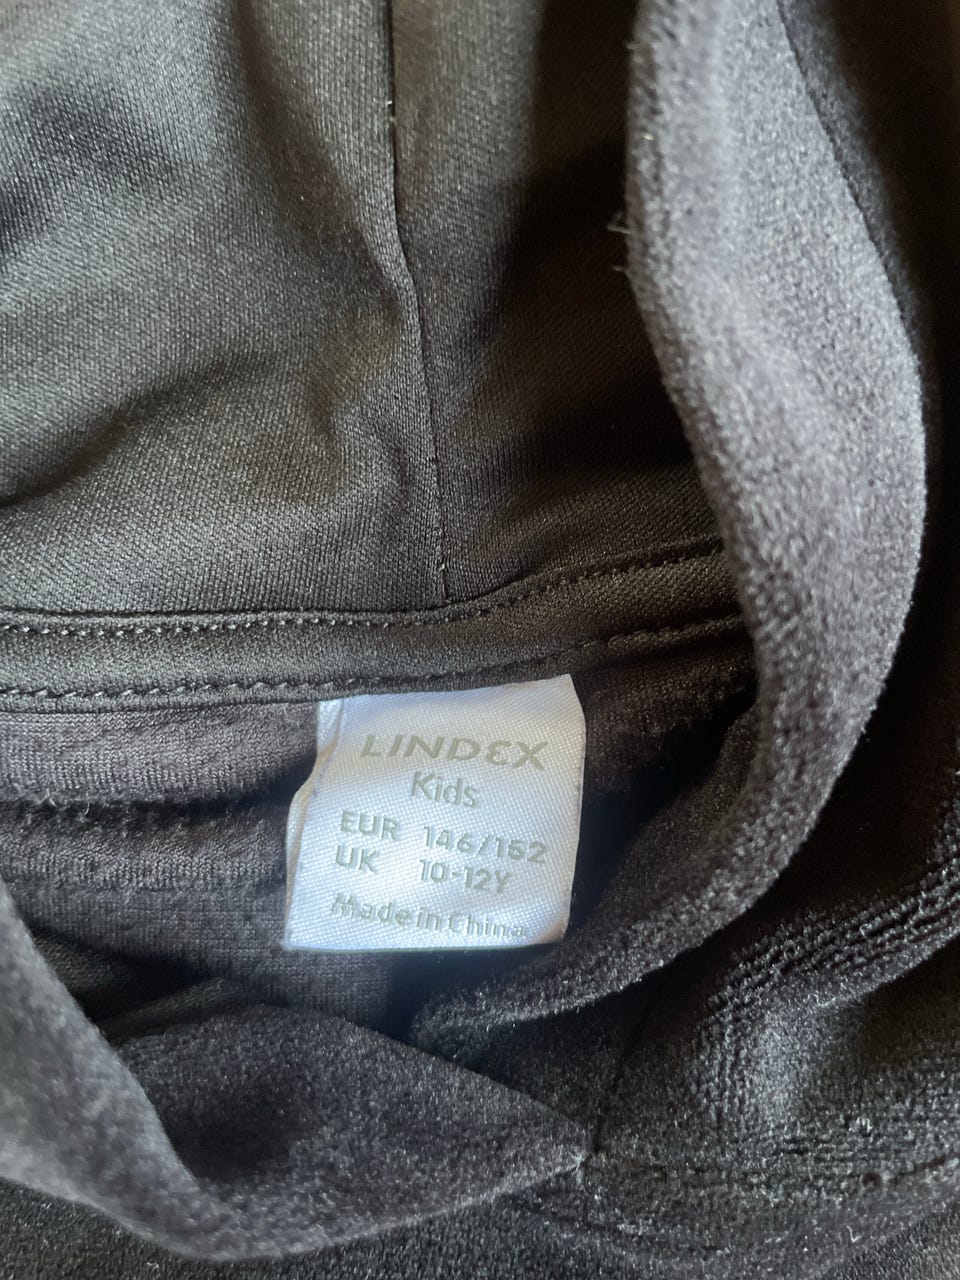 LINDEX
Kids
EUR 146/152
UK 10-12Y
Made in China